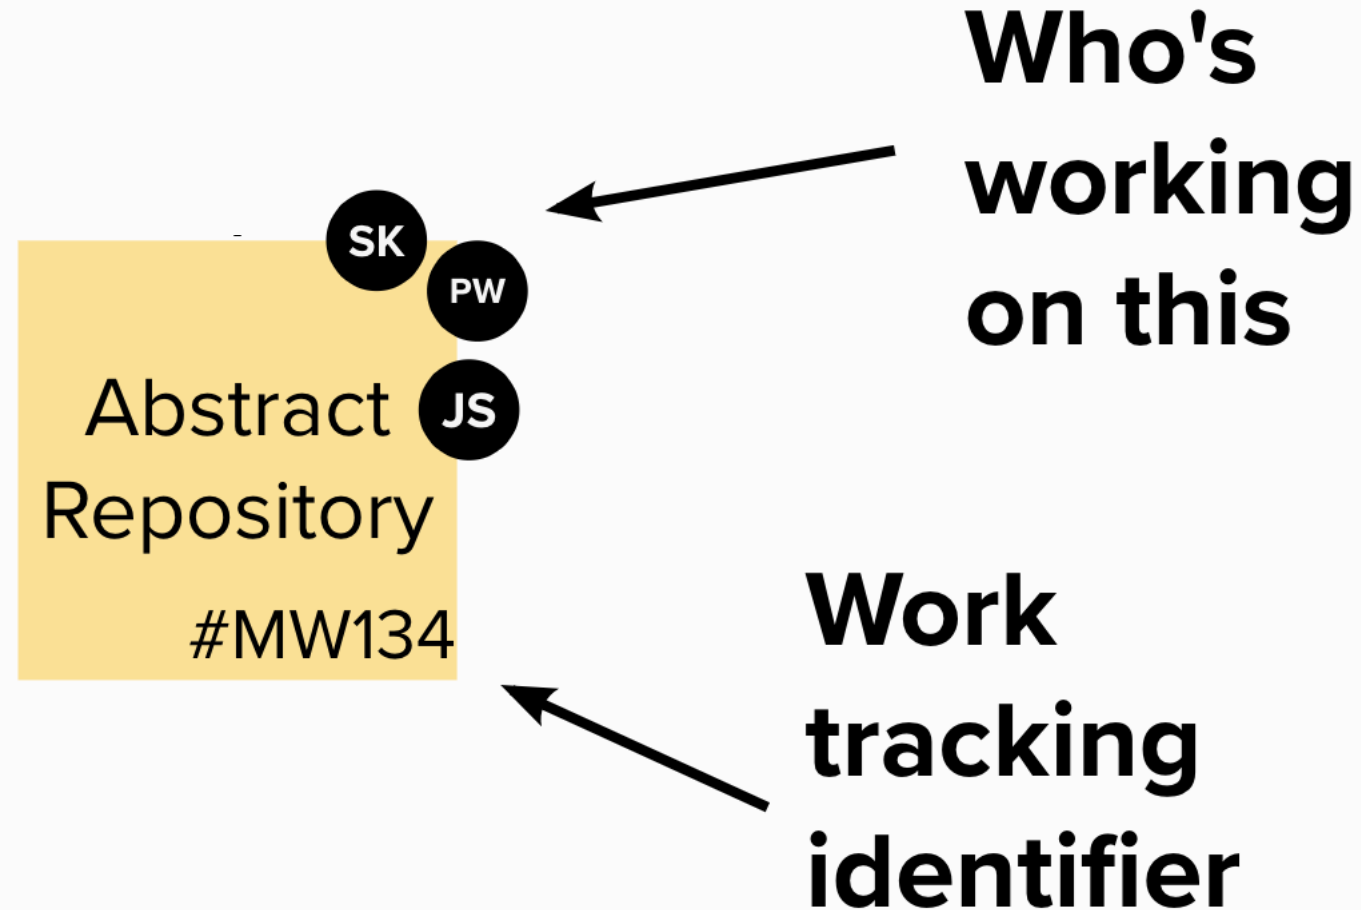 Who's
working
on this
SK
PW
JS
Abstract
Repository
#MW134
Work
tracking
identifier